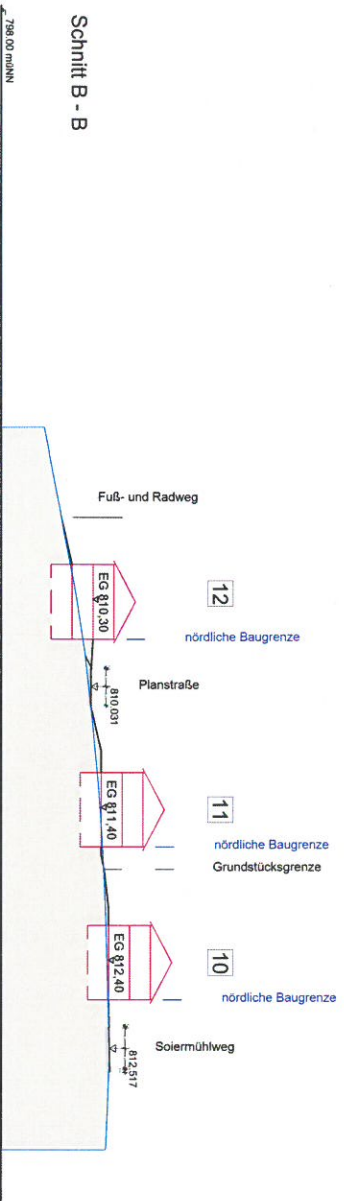 Schnitt B - B
798.00 müNN
Fuß- und Radweg
12
EG 810,30
nördliche Baugrenze
Planstraße
810.031
11
EG 811,40
nördliche Baugrenze
Grundstücksgrenze
10
EG 812,40
nördliche Baugrenze
Soiermühlweg
812,517